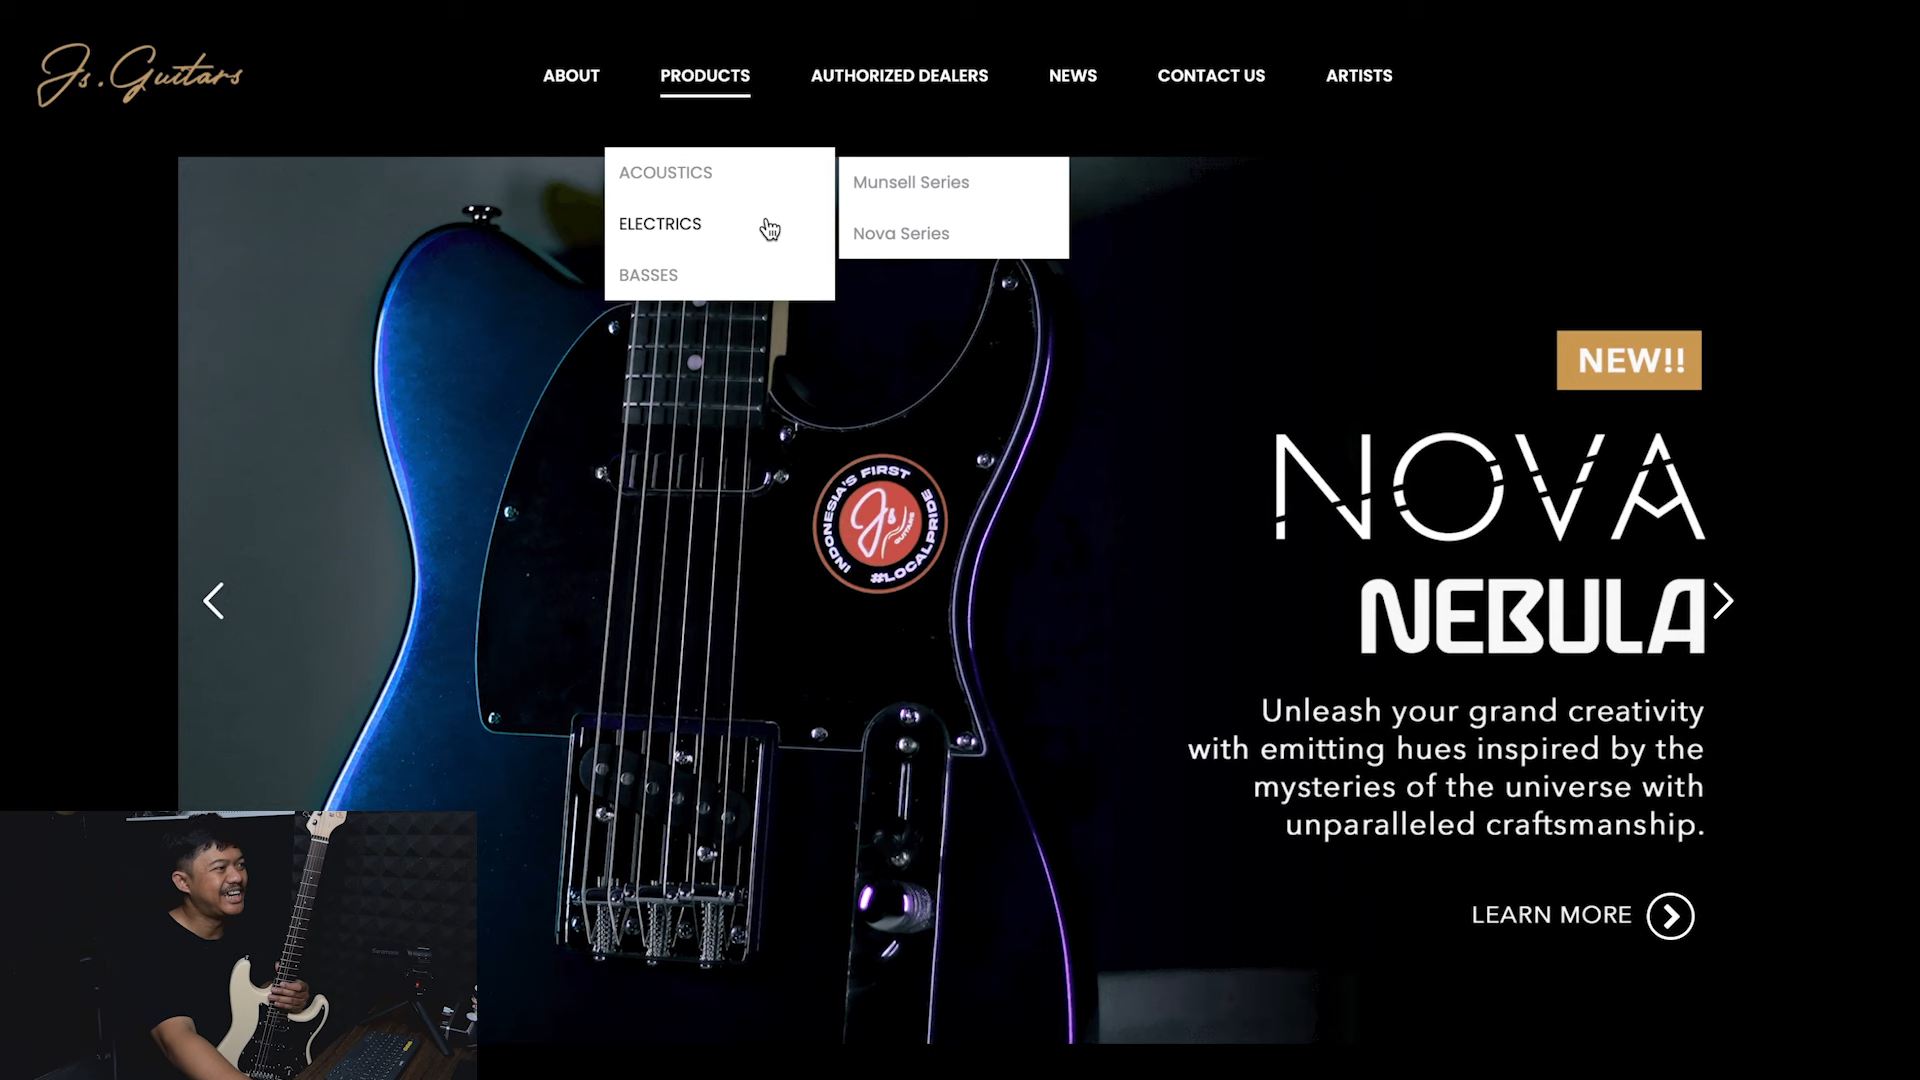 Js. Guitars
ABOUT
PRODUCTS
AUTHORIZED DEALERS
NEWS
CONTACT US
ARTISTS
ACOUSTICS
ELECTRICS
BASSES
Munsell Series
Nova Series
INDONESIA'S FIRST
Js
GUITARS
#LOCALPRIDE
NEW!!
NOVA
NEBULA
Unleash your grand creativity
with emitting hues inspired by the
mysteries of the universe with
unparalleled craftsmanship.
LEARN MORE